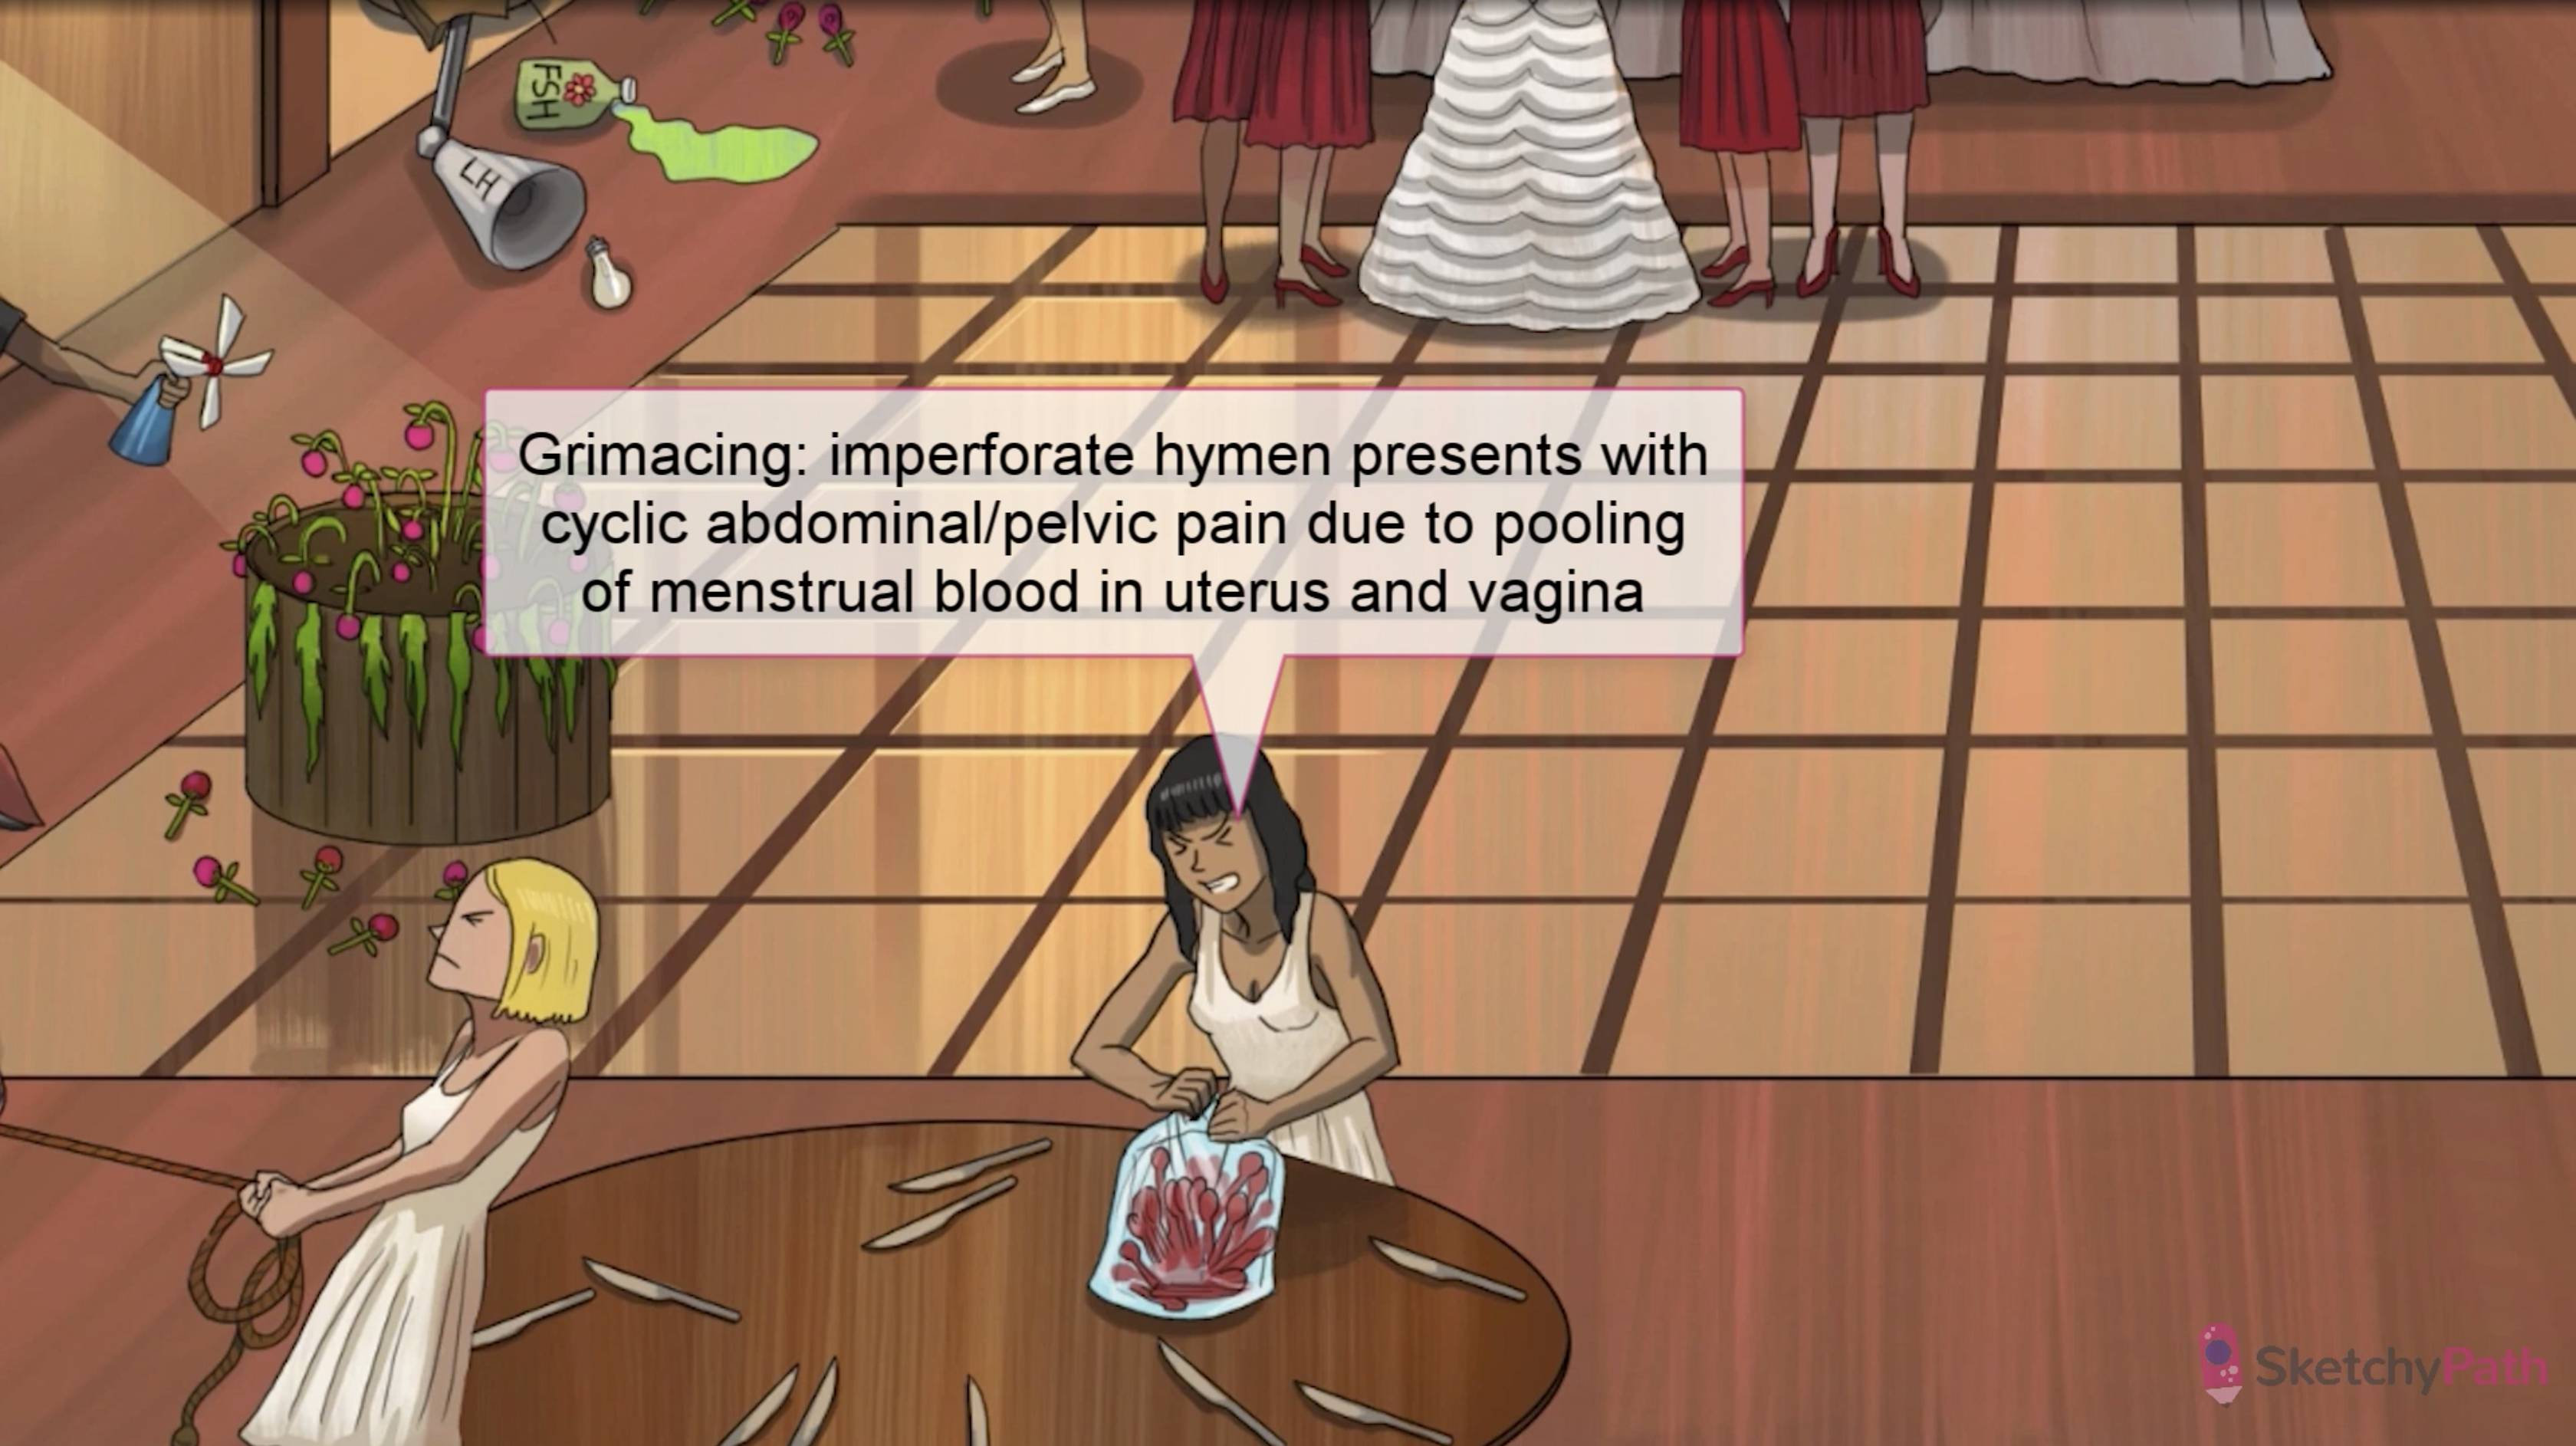 FSH
LH
Grimacing: imperforate hymen presents with
cyclic abdominal/pelvic pain due to pooling
of menstrual blood in uterus and vagina
SketchyPath